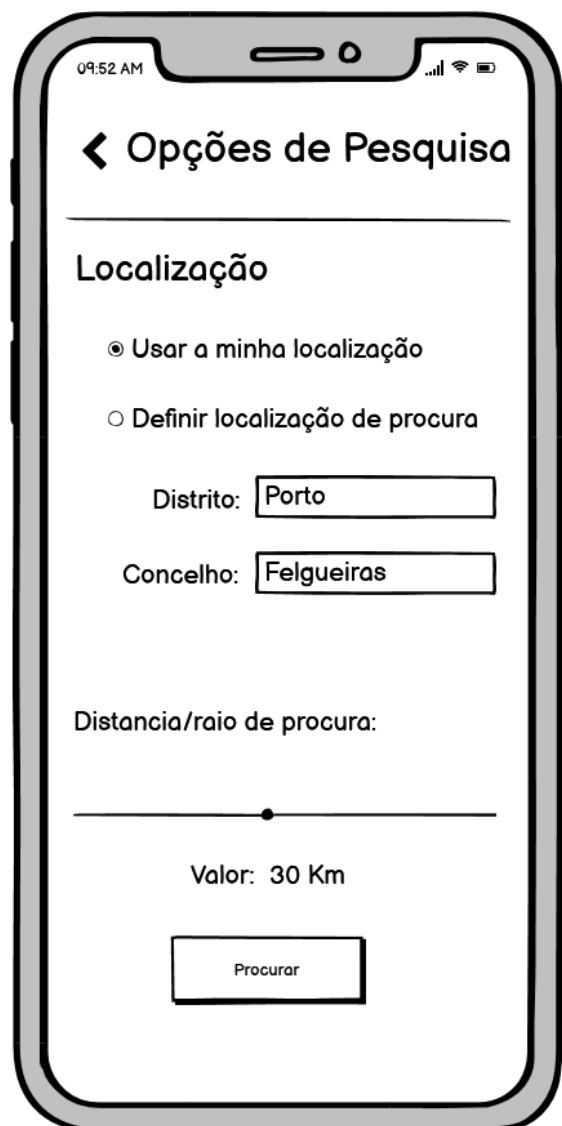 09:52 AM
Opções de Pesquisa
Localização
Usar a minha localização
Definir localização de procura
Distrito: Porto
Concelho: Felgueiras
Distancia/raio de procura:
Valor: 30 Km
Procurar